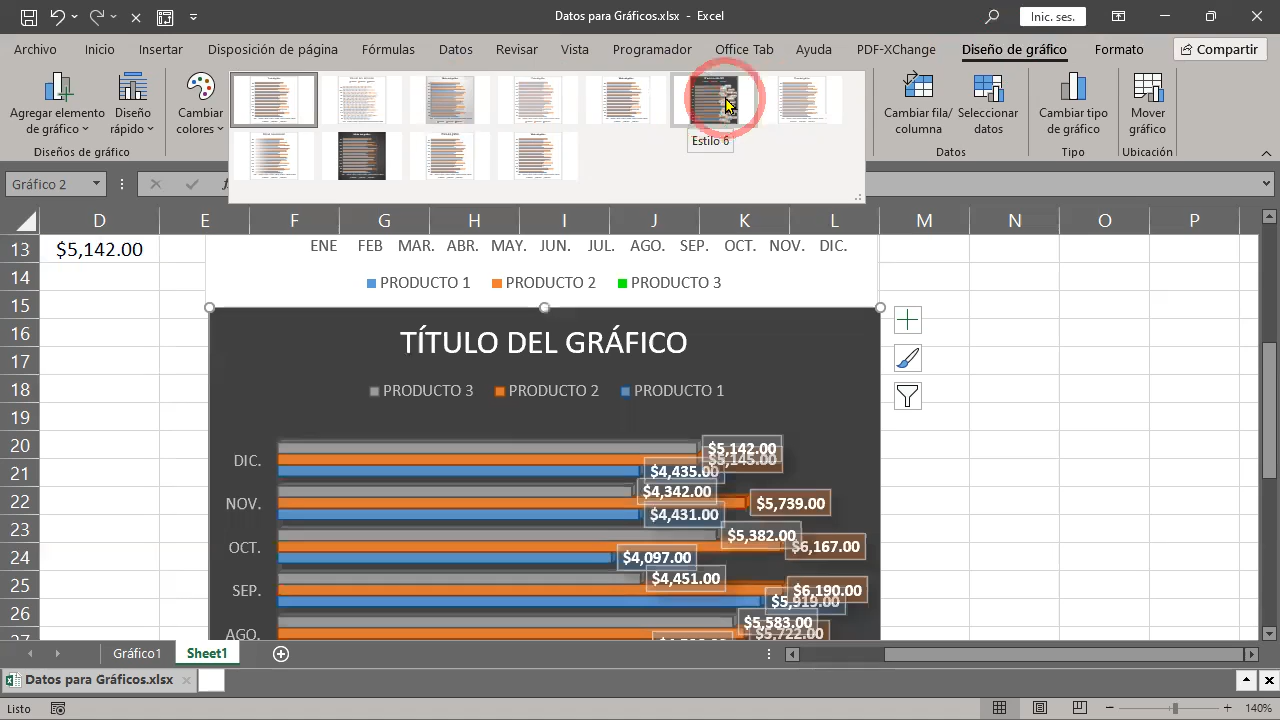 Datos para Gráficos.xlsx - Excel
Inic. ses.
Archivo Inicio Insertar Disposición de página Fórmulas Datos Revisar Vista Programador Office Tab Ayuda PDF-XChange Diseño de gráfico Formato Compartir
Agregar elemento de gráfico
Diseño rápido
Cambiar colores
Cambiar fila/ columna
Seleccionar datos
Cambiar tipo de gráfico
Mover gráfico
Diseños de gráfico
Estilo 6
Datos
Tipo
Ubicación
Gráfico 2
D E F G H I J K L M N O P
13 $5,142.00
ENE FEB MAR. ABR. MAY. JUN. JUL. AGO. SEP. OCT. NOV. DIC.
14
PRODUCTO 1 PRODUCTO 2 PRODUCTO 3
15
16
TÍTULO DEL GRÁFICO
17
18
PRODUCTO 3 PRODUCTO 2 PRODUCTO 1
19
20
$5,142.00
DIC. $5,145.00
21
$4,435.00
$4,342.00
22
NOV. $5,739.00
$4,431.00
23
$5,382.00
OCT. $6,167.00
24
$4,097.00
25
$4,451.00
SEP. $6,190.00
26
$5,919.00
$5,583.00
27
AGO. $5,722.00
Gráfico1 Sheet1
Datos para Gráficos.xlsx
Listo
140%